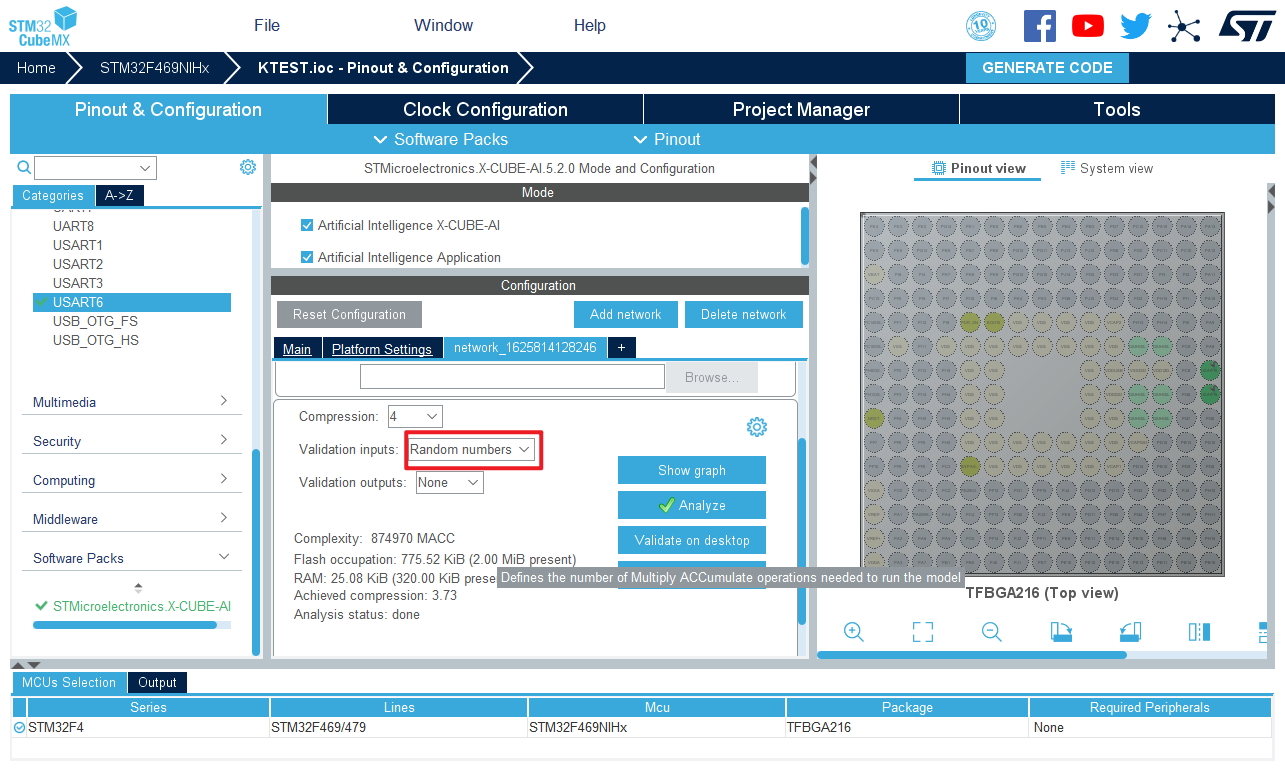 STM32
CubeMX
File
Window
Help
10
Home
STM32F469NIHx
KTEST.ioc - Pinout & Configuration
GENERATE CODE
Pinout & Configuration
Clock Configuration
Project Manager
Tools
Software Packs
Pinout
Categories
A->Z
UART8
USART1
USART2
USART3
USART6
USB_OTG_FS
USB_OTG_HS
Multimedia
Security
Computing
Middleware
Software Packs
STMicroelectronics.X-CUBE-AI
STMicroelectronics.X-CUBE-AI.5.2.0 Mode and Configuration
Mode
Artificial Intelligence X-CUBE-AI
Artificial Intelligence Application
Configuration
Reset Configuration
Add network
Delete network
Main
Platform Settings
network_1625814128246
+
Browse...
Compression: 4
Validation inputs: Random numbers
Validation outputs: None
Show graph
Analyze
Validate on desktop
Complexity: 874970 MACC
Flash occupation: 775.52 KiB (2.00 MiB present)
RAM: 25.08 KiB (320.00 KiB prese
Defines the number of Multiply ACCumulate operations needed to run the model
Achieved compression: 3.73
Analysis status: done
Pinout view
System view
TFBGA216 (Top view)
MCUs Selection
Output
Series
Lines
Mcu
Package
Required Peripherals
STM32F4
STM32F469/479
STM32F469NIHx
TFBGA216
None